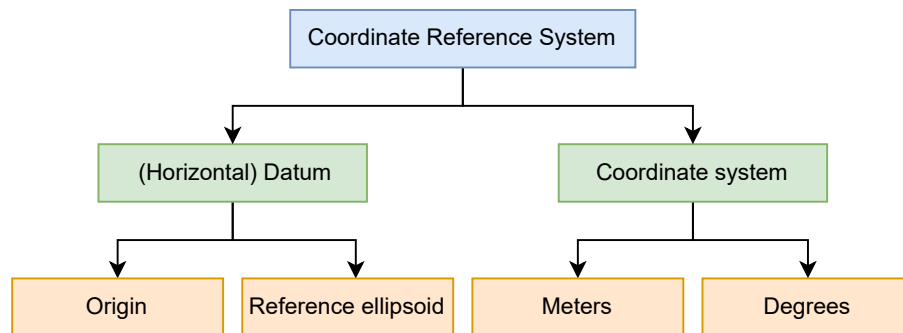 Coordinate Reference System
(Horizontal) Datum
Coordinate system
Origin
Reference ellipsoid
Meters
Degrees